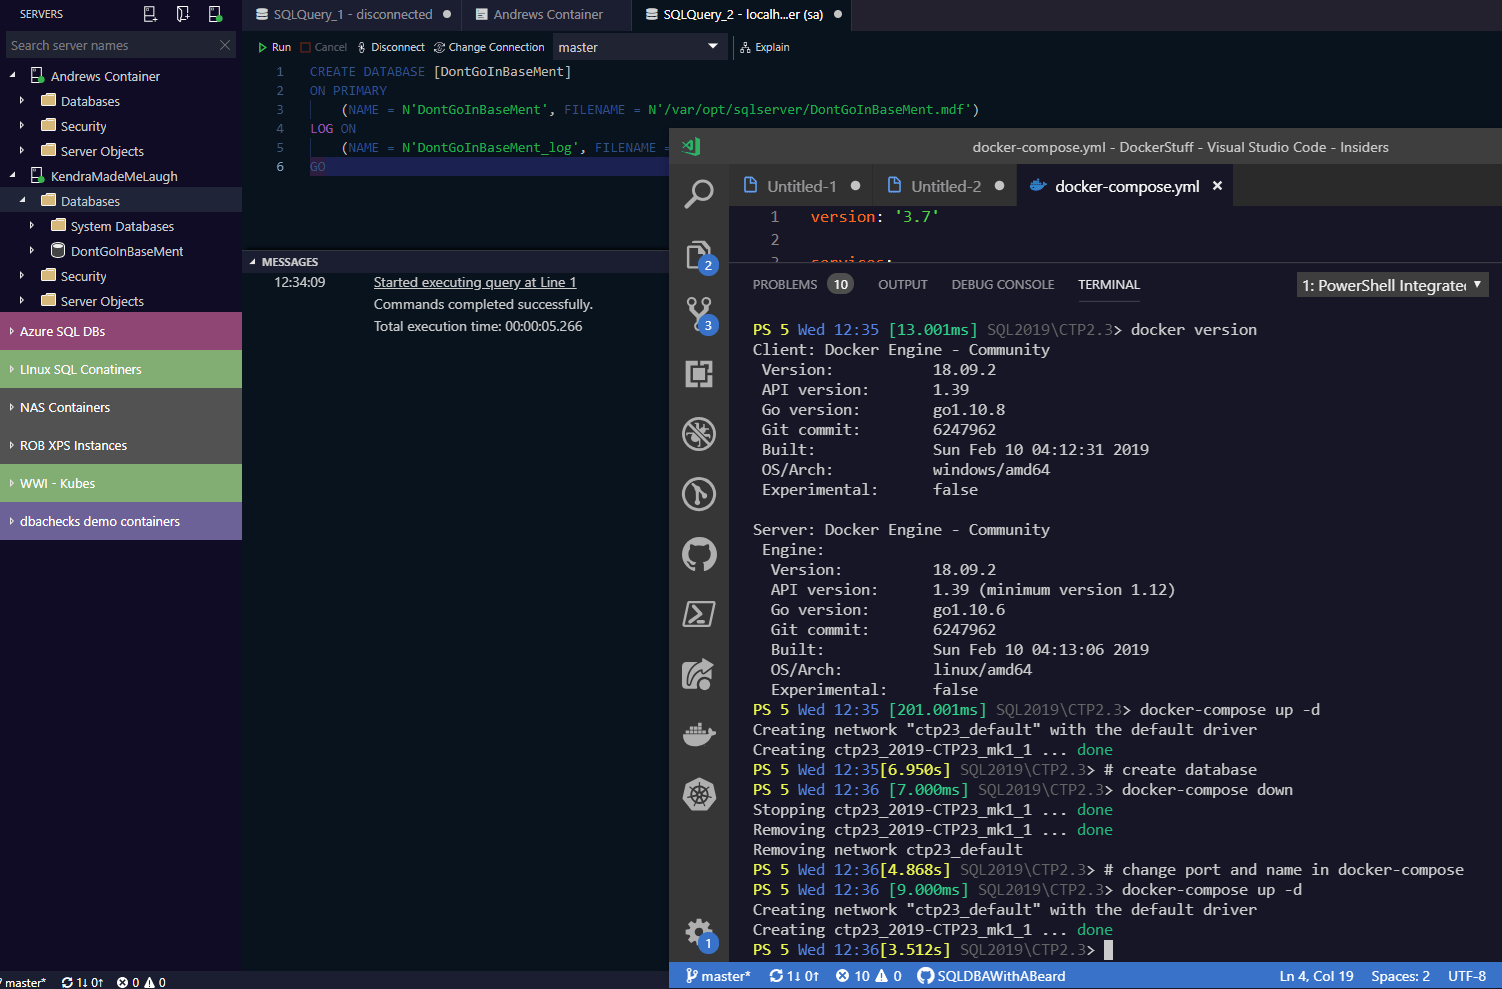 SERVERS
Search server names
Andrews Container
Databases
Security
Server Objects
KendraMadeMeLaugh
Databases
System Databases
DontGoInBaseMent
Security
Server Objects
Azure SQL DBs
LInux SQL Conatiners
NAS Containers
ROB XPS Instances
WWI - Kubes
dbachecks demo containers
SQLQuery_1 - disconnected
Andrews Container
SQLQuery_2 - localh...er (sa)
Run Cancel Disconnect Change Connection master Explain
1 CREATE DATABASE [DontGoInBaseMent]
2 ON PRIMARY
3 (NAME = N'DontGoInBaseMent', FILENAME = N'/var/opt/sqlserver/DontGoInBaseMent.mdf')
4 LOG ON
5 (NAME = N'DontGoInBaseMent_log', FILENAME =
6 GO
MESSAGES
12:34:09 Started executing query at Line 1
Commands completed successfully.
Total execution time: 00:00:05.266
master* 1↓ 0↑ 0 0
docker-compose.yml - DockerStuff - Visual Studio Code - Insiders
Untitled-1 Untitled-2 docker-compose.yml
1 version: '3.7'
2
3 services:
PROBLEMS 10 OUTPUT DEBUG CONSOLE TERMINAL 1: PowerShell Integrate
2
3
1
PS 5 Wed 12:35 [13.001ms] SQL2019\CTP2.3> docker version
Client: Docker Engine - Community
Version: 18.09.2
API version: 1.39
Go version: go1.10.8
Git commit: 6247962
Built: Sun Feb 10 04:12:31 2019
OS/Arch: windows/amd64
Experimental: false
Server: Docker Engine - Community
Engine:
Version: 18.09.2
API version: 1.39 (minimum version 1.12)
Go version: go1.10.6
Git commit: 6247962
Built: Sun Feb 10 04:13:06 2019
OS/Arch: linux/amd64
Experimental: false
PS 5 Wed 12:35 [201.001ms] SQL2019\CTP2.3> docker-compose up -d
Creating network "ctp23_default" with the default driver
Creating ctp23_2019-CTP23_mk1_1 ... done
PS 5 Wed 12:35[6.950s] SQL2019\CTP2.3> # create database
PS 5 Wed 12:36 [7.000ms] SQL2019\CTP2.3> docker-compose down
Stopping ctp23_2019-CTP23_mk1_1 ... done
Removing ctp23_2019-CTP23_mk1_1 ... done
Removing network ctp23_default
PS 5 Wed 12:36[4.868s] SQL2019\CTP2.3> # change port and name in docker-compose
PS 5 Wed 12:36 [9.000ms] SQL2019\CTP2.3> docker-compose up -d
Creating network "ctp23_default" with the default driver
Creating ctp23_2019-CTP23_mk1_1 ... done
PS 5 Wed 12:36[3.512s] SQL2019\CTP2.3>
master* 1↓ 0↑ 10 0 SQLDBAWithABeard Ln 4, Col 19 Spaces: 2 UTF-8